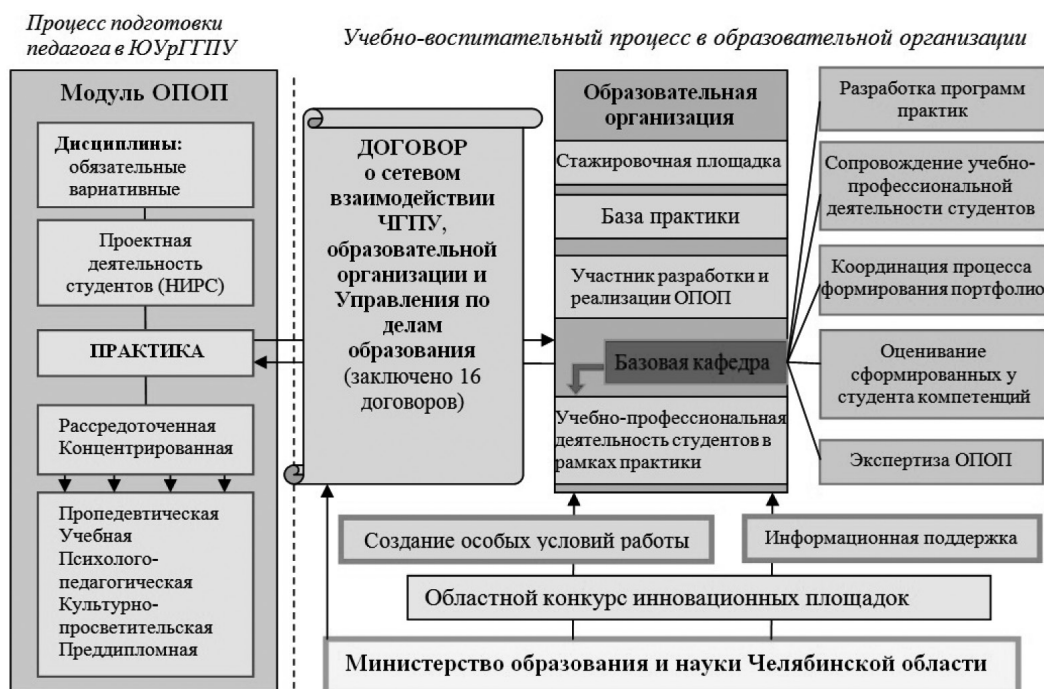 Процесс подготовки
педагога в ЮУрГГПУ
Учебно-воспитательный процесс в образовательной организации
Модуль ОПОП
Дисциплины:
обязательные
вариативные
Проектная
деятельность
студентов (НИРС)
ПРАКТИКА
Рассредоточенная
Концентрированная
Пропедевтическая
Учебная
Психолого-
педагогическая
Культурно-
просветительская
Преддипломная
ДОГОВОР
о сетевом
взаимодействии
ЧГПУ,
образовательной
организации и
Управления по
делам
образования
(заключено 16
договоров)
Образовательная
организация
Стажировочная площадка
База практики
Участник разработки и
реализации ОПОП
Базовая кафедра
Учебно-профессиональная
деятельность студентов в
рамках практики
Разработка программ
практик
Сопровождение учебно-
профессиональной
деятельности студентов
Координация процесса
формирования портфолио
Оценивание
сформированных у
студента компетенций
Экспертиза ОПОП
Создание особых условий работы
Информационная поддержка
Областной конкурс инновационных площадок
Министерство образования и науки Челябинской области